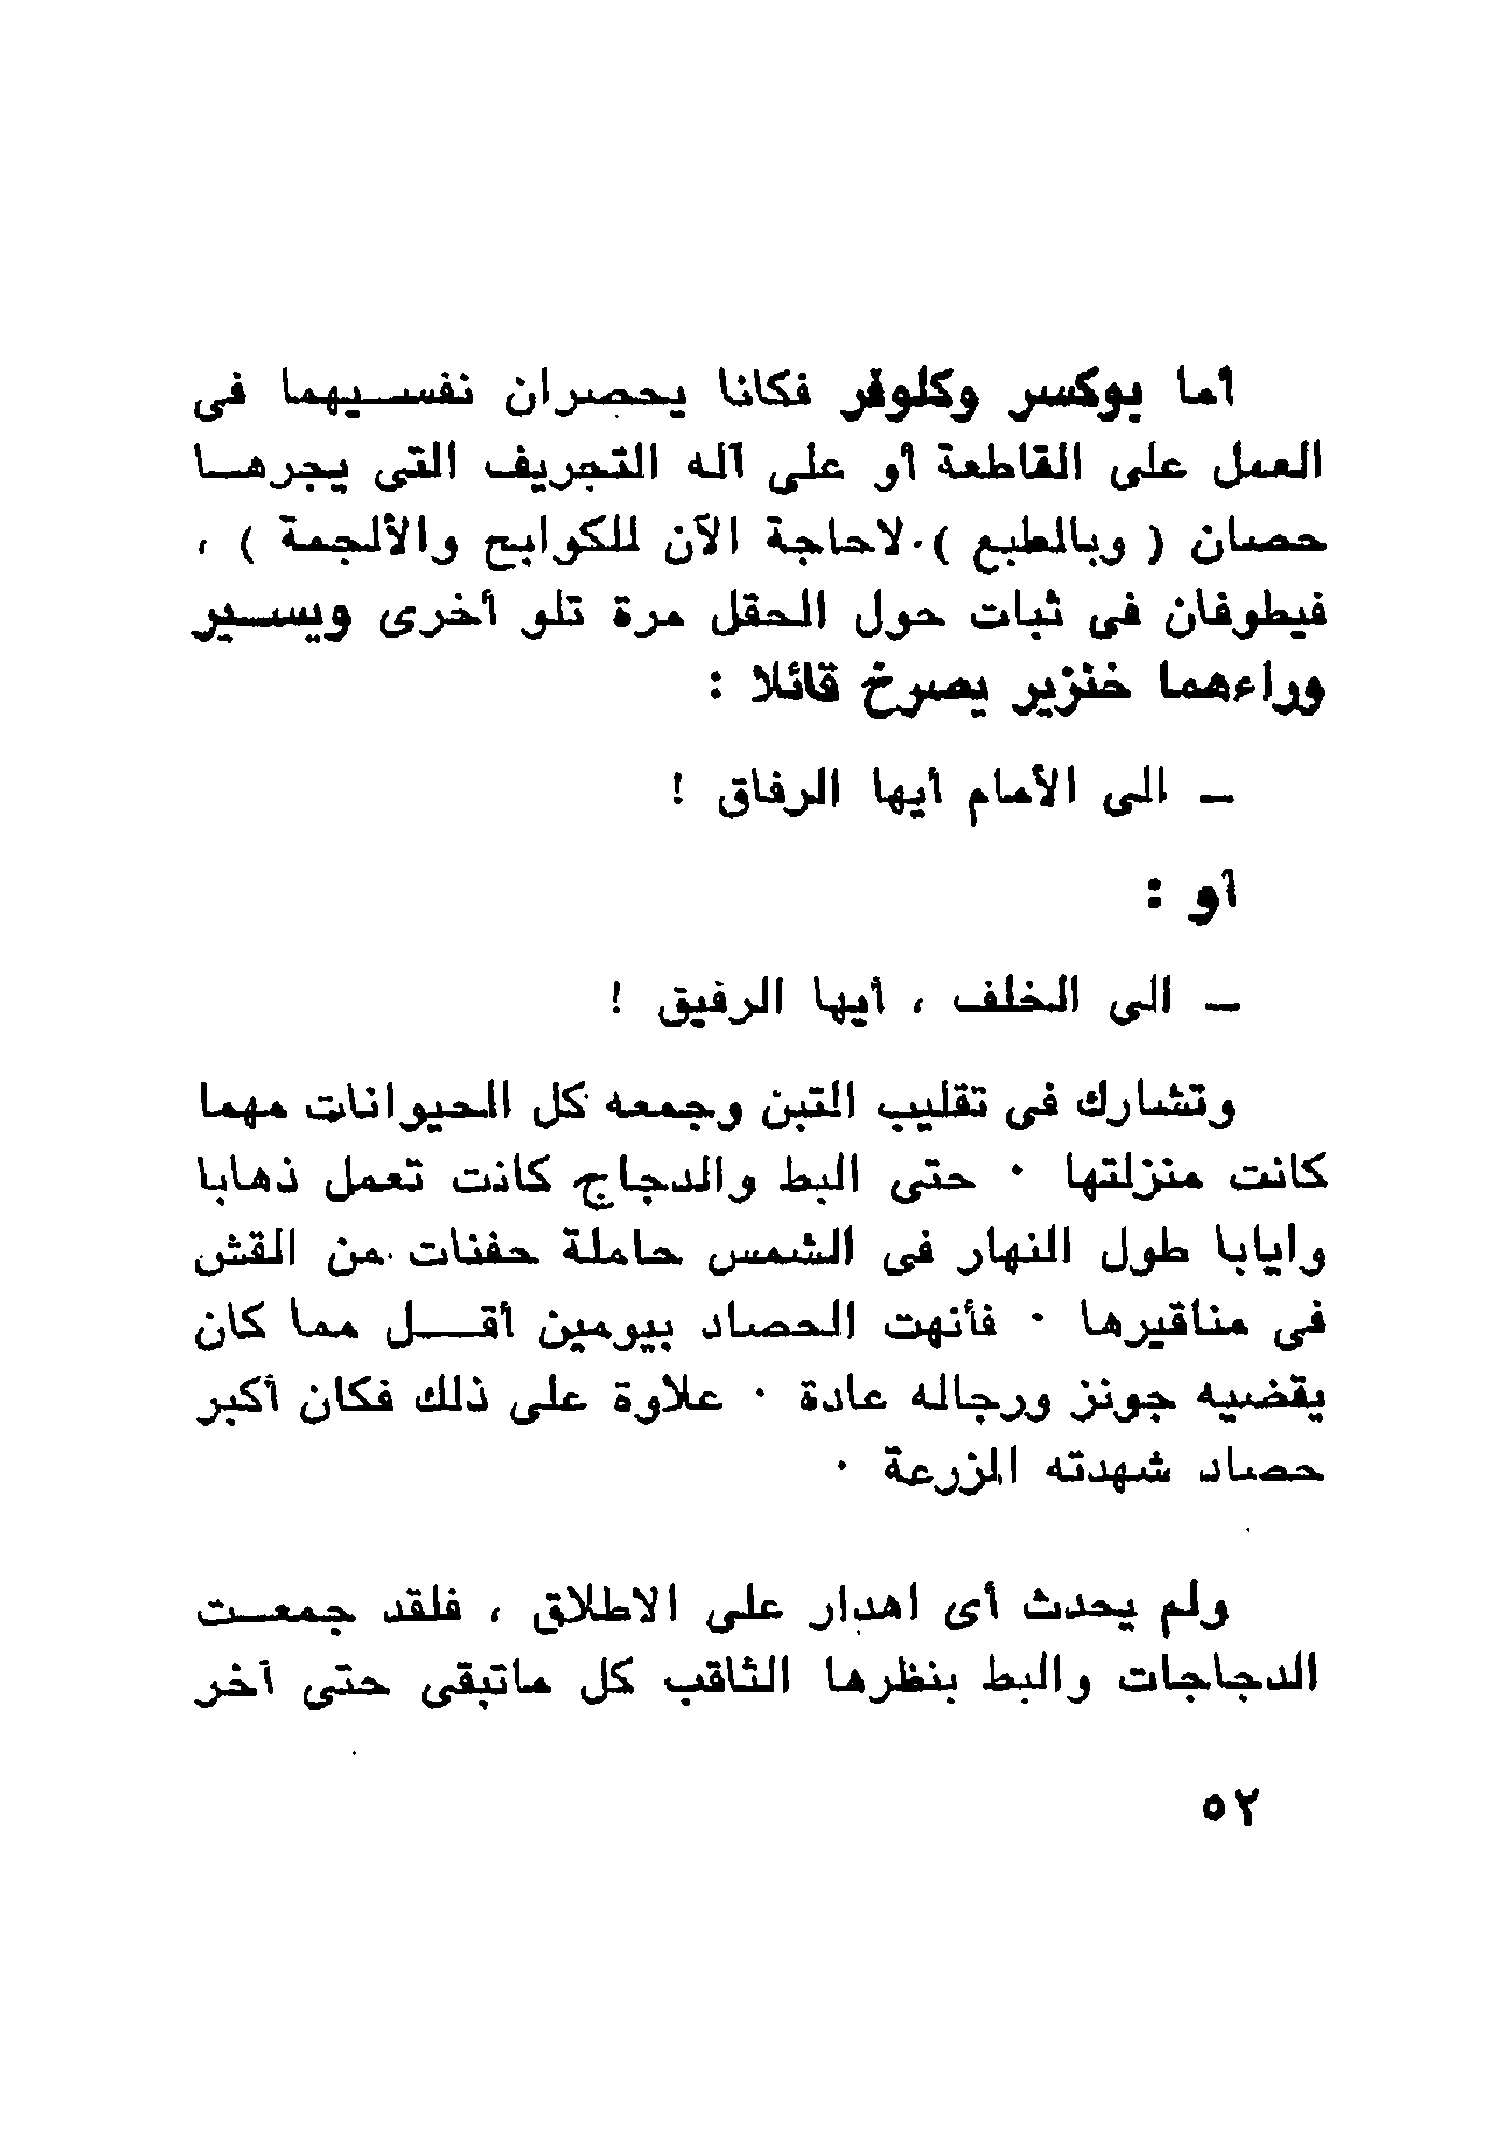 أما بوكسر وكلوفر فكانا يحصران نفسيهما فى
العمل على القاطعة أو على آله التجريف التى يجرها
حصان ( وبالطبع ) لاحاجة الآن للكوابح والألجمة ) ،
فيطوفان فى ثبات حول الحقل مرة تلو أخرى ويسير
وراءهما خنزير يصرخ قائلا :
ـ الى الأمام أيها الرفاق !
أو :
ـ الى الخلف ، أيها الرفيق !
وتشارك فى تقليب التبن وجمعه كل الحيوانات مهما
كانت منزلتها . حتى البط والدجاج كانت تعمل ذهابا
وايابا طول النهار فى الشمس حاملة حفنات من القش
فى مناقيرها . فأنهت الحصاد بيومين أقل مما كان
يقضيه جونز ورجاله عادة . علاوة على ذلك فكان أكبر
حصاد شهدته المزرعة .
ولم يحدث أى اهدار على الاطلاق ، فلقد جمعت
الدجاجات والبط بنظرها الثاقب كل ماتبقى حتى آخر
٥٢